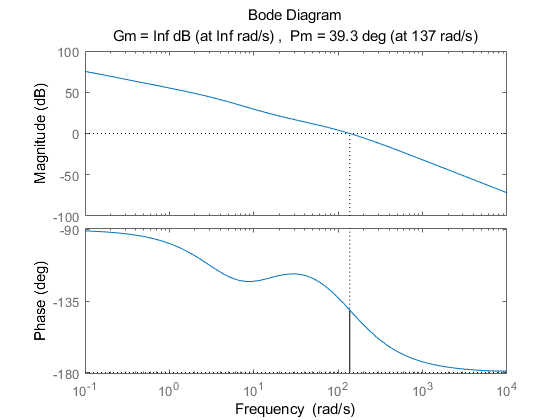 Bode Diagram
Gm = Inf dB (at Inf rad/s) , Pm = 39.3 deg (at 137 rad/s)
100
50
0
-50
-100
Magnitude (dB)
-90
-135
-180
Phase (deg)
10^-1
10^0
10^1
10^2
10^3
10^4
Frequency (rad/s)